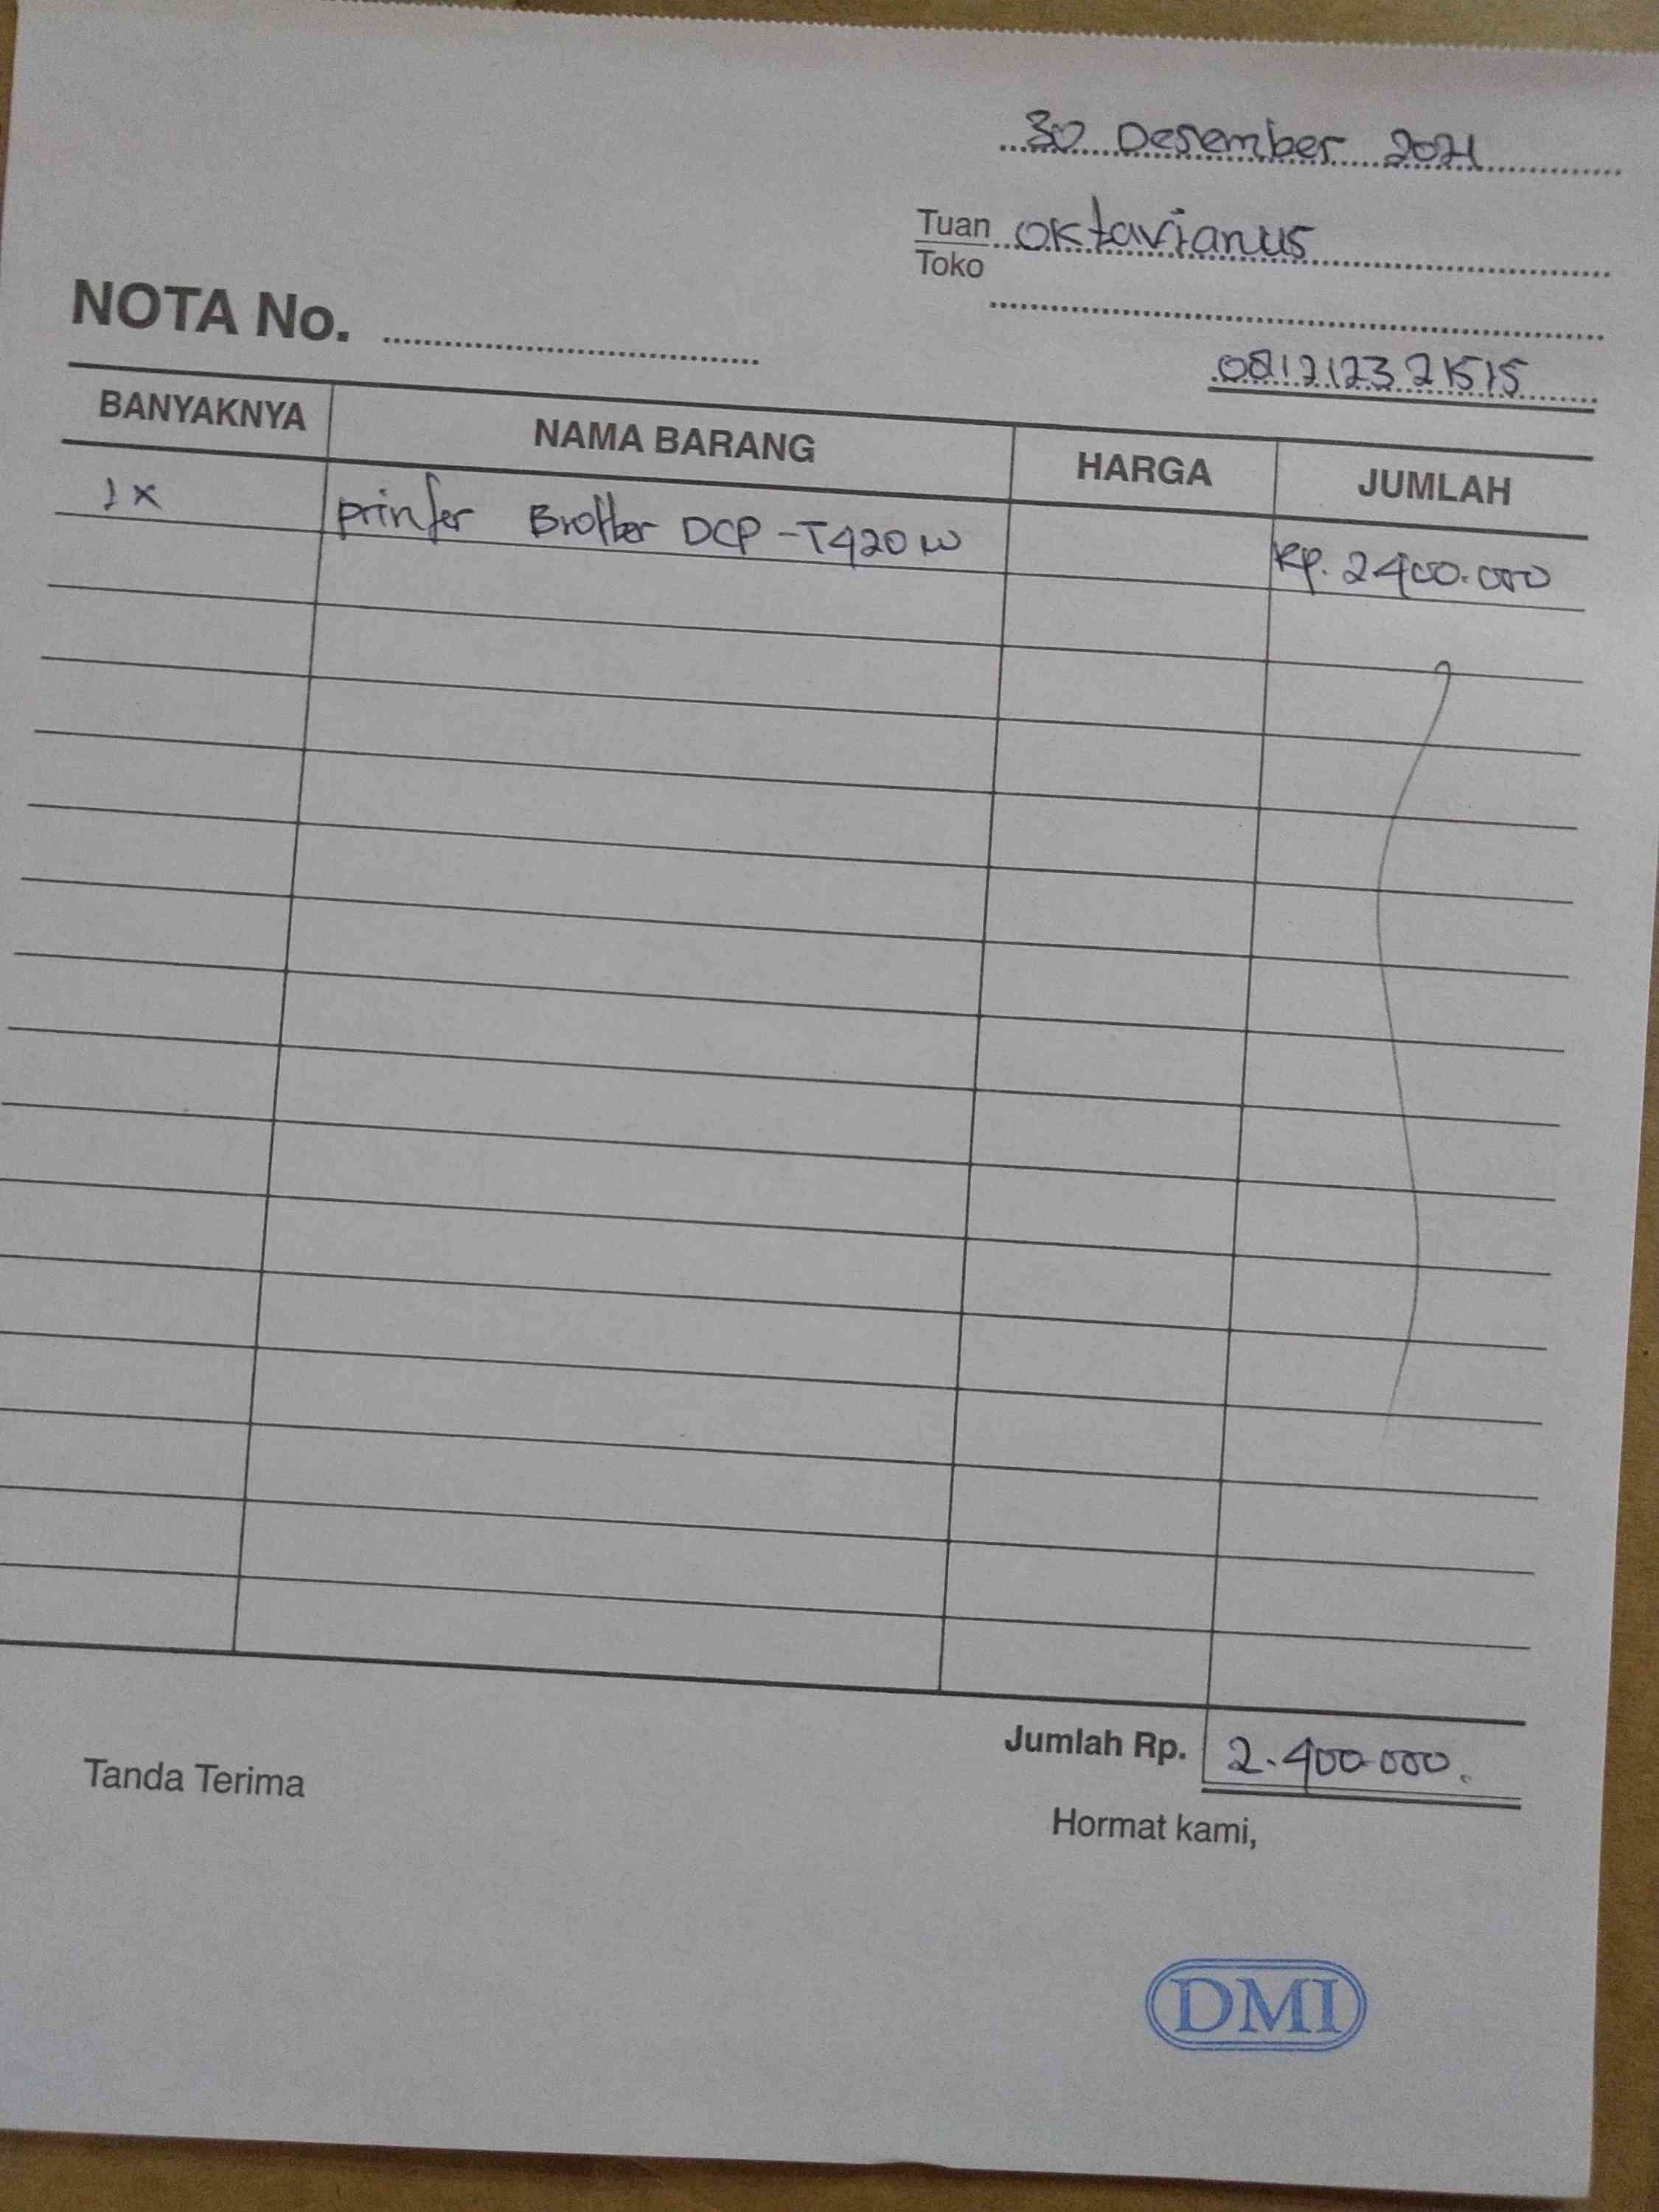 30 Desember 2021
Tuan oktavianus
Toko
NOTA No.
081212321515
BANYAKNYA NAMA BARANG HARGA JUMLAH
1x printer Brother DCP-T420W Rp. 2400.000
Jumlah Rp. 2.400.000.
Tanda Terima
Hormat kami,
DMI